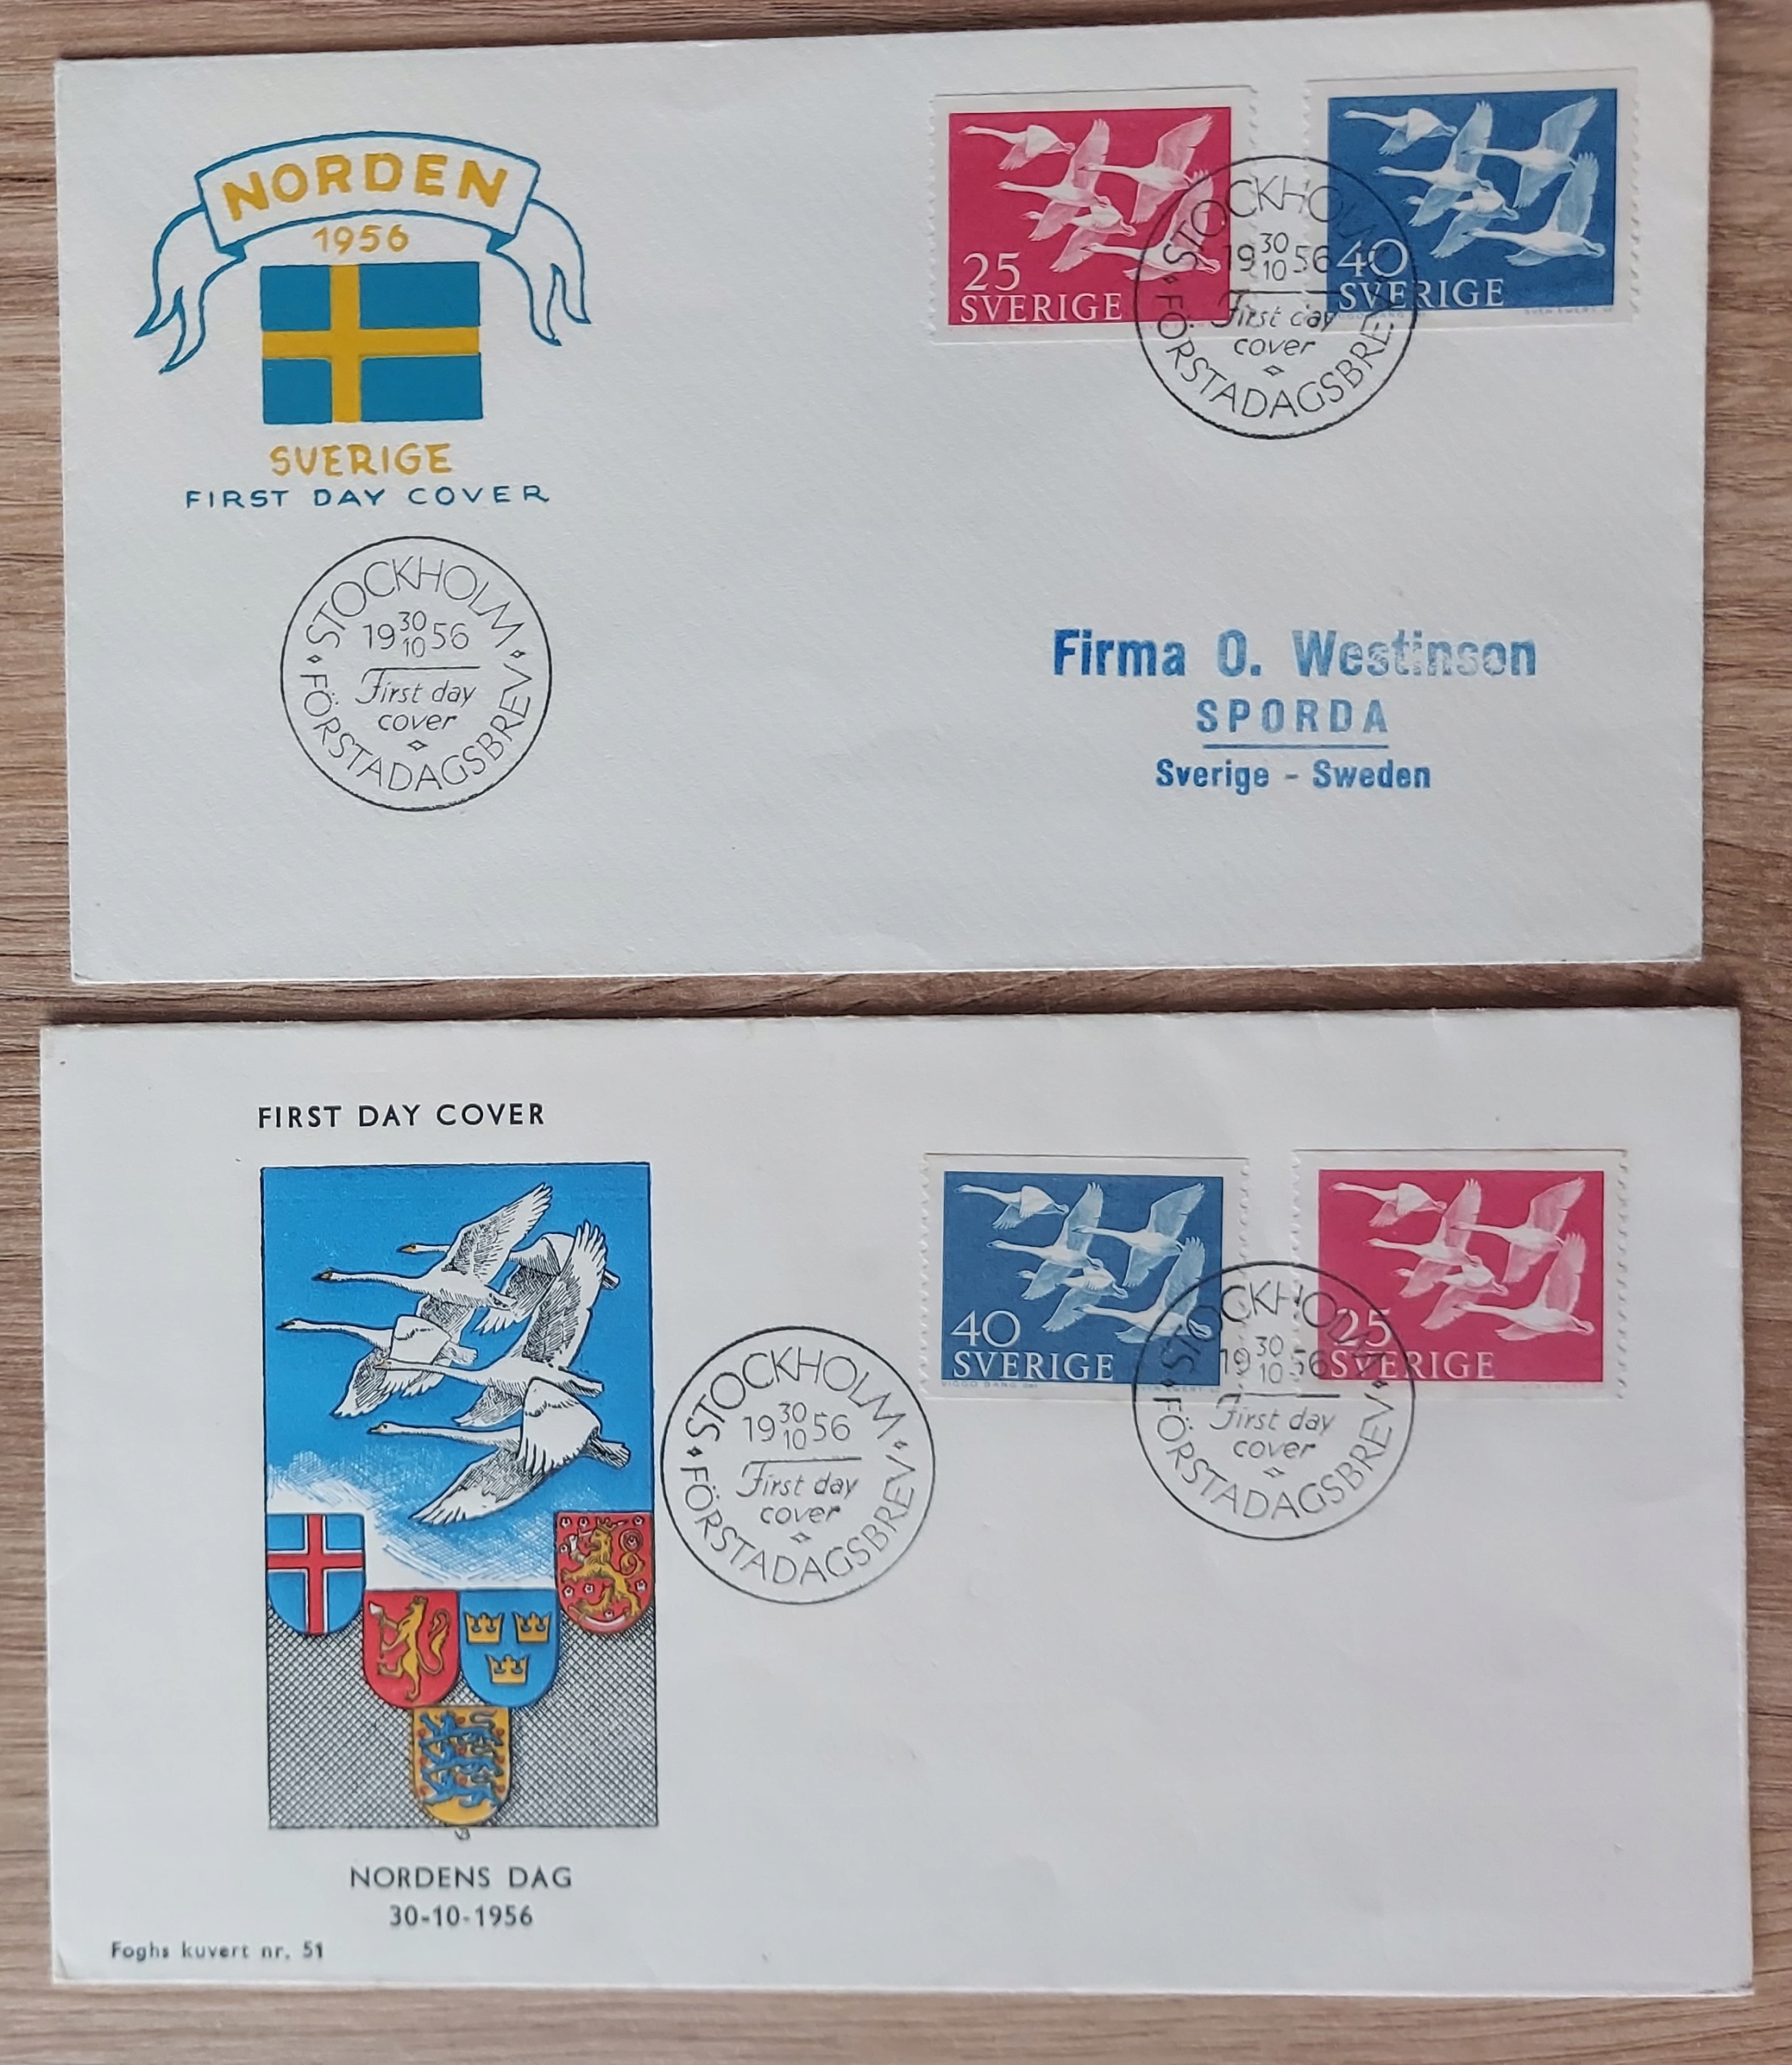 NORDEN
1956
SVERIGE
FIRST DAY COVER
STOCKHOLM
19 30/10 56
First day
cover
FÖRSTADAGSBREV
25
SVERIGE
40
SVERIGE
STOCKHOLM
19 30/10 56
First day
cover
FÖRSTADAGSBREV
Firma O. Westinson
SPORDA
Sverige - Sweden
FIRST DAY COVER
NORDENS DAG
30-10-1956
Foghs kuvert nr. 51
STOCKHOLM
19 30/10 56
First day
cover
FÖRSTADAGSBREV
40
SVERIGE
VIGGO BANG
25
SVERIGE
STOCKHOLM
19 30/10 56
First day
cover
FÖRSTADAGSBREV